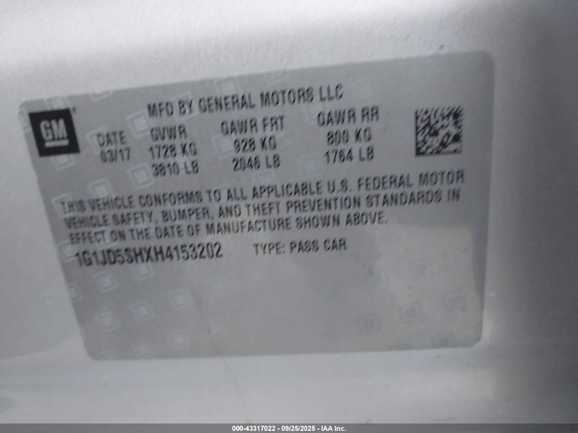 MFD BY GENERAL MOTORS LLC
GM
DATE GVWR GAWR FRT GAWR RR
03/17 1728 KG 928 KG 800 KG
3810 LB 2046 LB 1764 LB
THIS VEHICLE CONFORMS TO ALL APPLICABLE U.S. FEDERAL MOTOR
VEHICLE SAFETY, BUMPER, AND THEFT PREVENTION STANDARDS IN
EFFECT ON THE DATE OF MANUFACTURE SHOWN ABOVE.
1G1JD5SHXH4153202 TYPE: PASS CAR
000-43317022 - 09/25/2025 - IAA Inc.